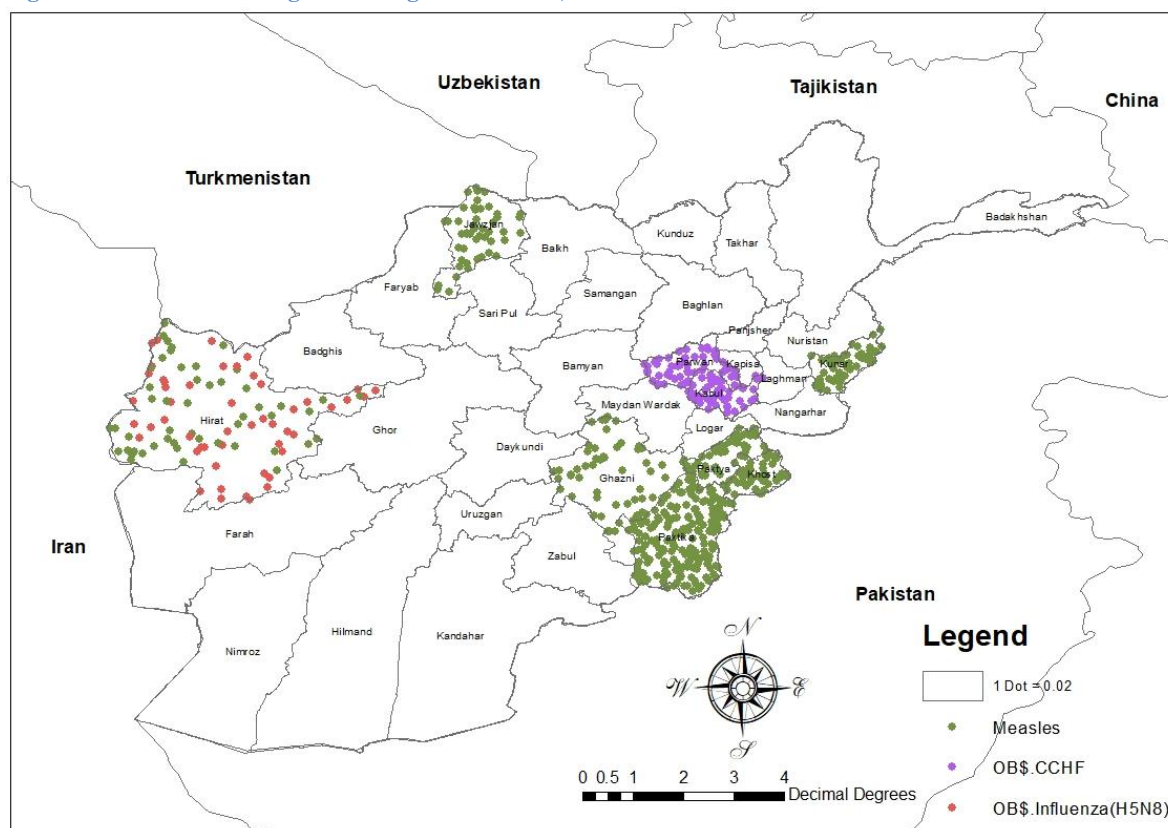 Uzbekistan
Tajikistan
China
Turkmenistan
Badakhshan
Jawzjan
Balkh
Kunduz
Takhar
Faryab
Samangan
Baghlan
Sari Pul
Panjsher
Nuristan
Badghis
Parwan
Kapisa
Kunar
Bamyan
Laghman
Kabul
Maydan Wardak
Nangarhar
Hirat
Ghor
Logar
Daykundi
Paktya
Khost
Ghazni
Uruzgan
Farah
Paktika
Iran
Zabul
Pakistan
Hilmand
Kandahar
Nimroz
N
W
E
S
Legend
1 Dot = 0.02
Measles
OB$.CCHF
OB$.Influenza(H5N8)
0 0.5 1 2 3 4
Decimal Degrees